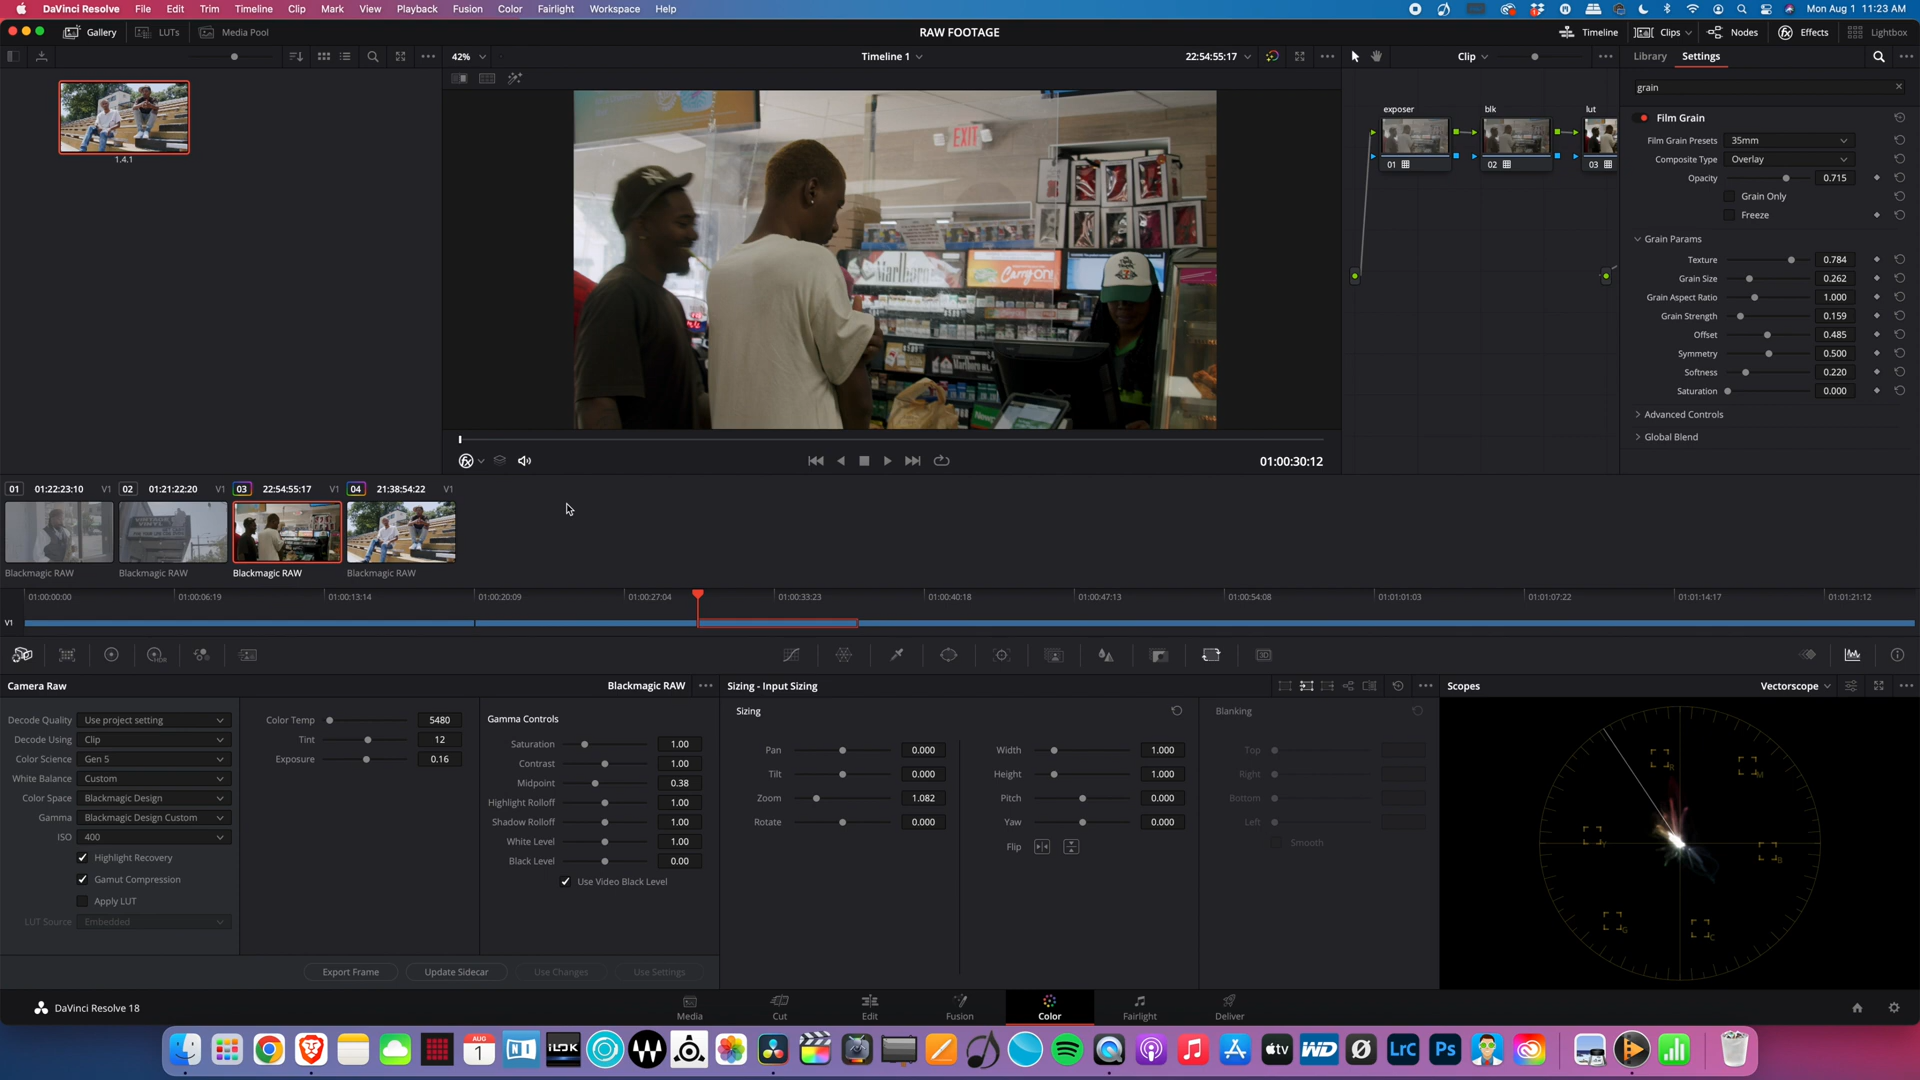 DaVinci Resolve File Edit Trim Timeline Clip Mark View Playback Fusion Color Fairlight Workspace Help Mon Aug 1 11:23 AM
Gallery LUTs Media Pool RAW FOOTAGE Timeline Clips Nodes Effects Lightbox
42% Timeline 1 22:54:55:17 Clip Library Settings
grain
Film Grain
Film Grain Presets 35mm
Composite Type Overlay
Opacity 0.715
Grain Only
Freeze
Grain Params
Texture 0.784
Grain Size 0.262
Grain Aspect Ratio 1.000
Grain Strength 0.159
Offset 0.485
Symmetry 0.500
Softness 0.220
Saturation 0.000
Advanced Controls
Global Blend
1.4.1
EXIT
Marlboro
Carry on!
Marlboro
News
exposer blk lut
01 02 03
01:00:30:12
01 01:22:23:10 V1 02 01:21:22:20 V1 03 22:54:55:17 V1 04 21:38:54:22 V1
Blackmagic RAW Blackmagic RAW Blackmagic RAW Blackmagic RAW
01:00:00:00 01:00:06:19 01:00:13:14 01:00:20:09 01:00:27:04 01:00:33:23 01:00:40:18 01:00:47:13 01:00:54:08 01:01:01:03 01:01:07:22 01:01:14:17 01:01:21:12
V1
HDR
3D
Camera Raw Blackmagic RAW
Decode Quality Use project setting
Decode Using Clip
Color Science Gen 5
White Balance Custom
Color Space Blackmagic Design
Gamma Blackmagic Design Custom
ISO 400
Highlight Recovery
Gamut Compression
Apply LUT
LUT Source Embedded
Color Temp 5480
Tint 12
Exposure 0.16
Gamma Controls
Saturation 1.00
Contrast 1.00
Midpoint 0.38
Highlight Rolloff 1.00
Shadow Rolloff 1.00
White Level 1.00
Black Level 0.00
Use Video Black Level
Export Frame Update Sidecar Use Changes Use Settings
Sizing - Input Sizing
Sizing
Pan 0.000
Tilt 0.000
Zoom 1.082
Rotate 0.000
Width 1.000
Height 1.000
Pitch 0.000
Yaw 0.000
Flip
Blanking
Top
Right
Bottom
Left
Smooth
Scopes Vectorscope
R M
Y B
G C
DaVinci Resolve 18 Media Cut Edit Fusion Color Fairlight Deliver
AUG 1 NI iLOK tv WD LrC Ps